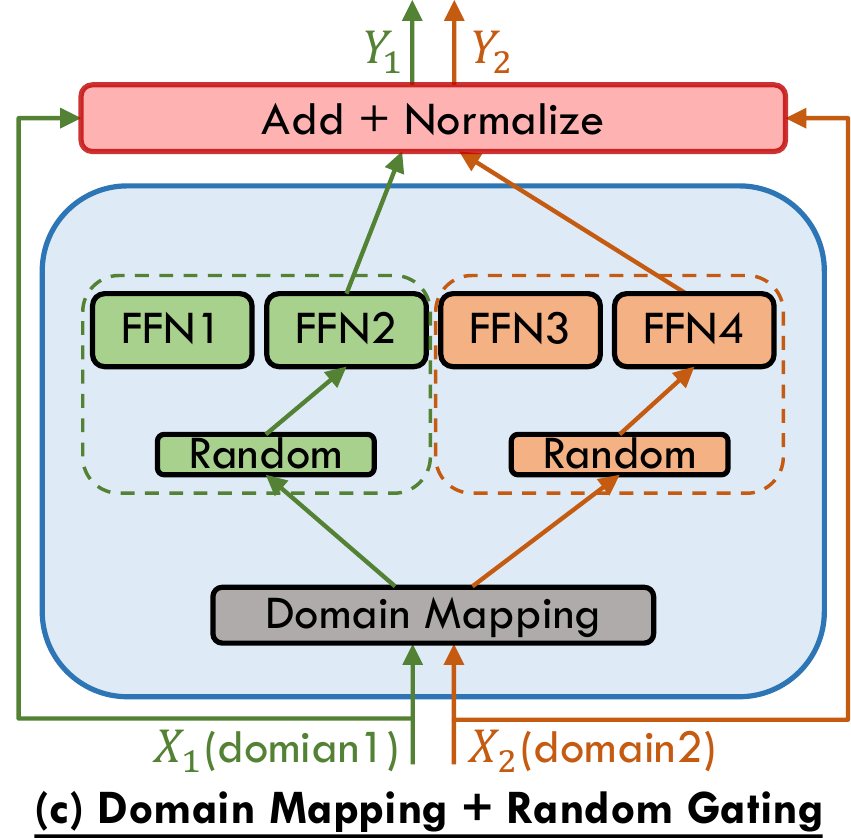 Y₁ Y₂
Add + Normalize
FFN1 FFN2 FFN3 FFN4
Random Random
Domain Mapping
X₁(domian1) X₂(domain2)
(c) Domain Mapping + Random Gating